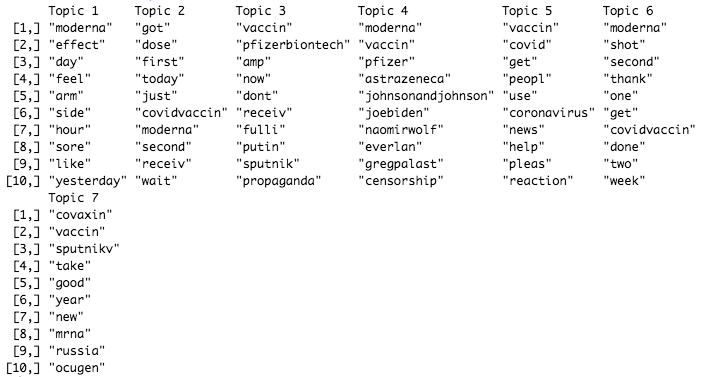 Topic 1 Topic 2 Topic 3 Topic 4 Topic 5 Topic 6
[1,] "moderna" "got" "vaccin" "moderna" "vaccin" "moderna"
[2,] "effect" "dose" "pfizerbiontech" "vaccin" "covid" "shot"
[3,] "day" "first" "amp" "pfizer" "get" "second"
[4,] "feel" "today" "now" "astrazeneca" "peopl" "thank"
[5,] "arm" "just" "dont" "johnsonandjohnson" "use" "one"
[6,] "side" "covidvaccin" "receiv" "joebiden" "coronavirus" "get"
[7,] "hour" "moderna" "fulli" "naomirwolf" "news" "covidvaccin"
[8,] "sore" "second" "putin" "everlan" "help" "done"
[9,] "like" "receiv" "sputnik" "gregpalast" "pleas" "two"
[10,] "yesterday" "wait" "propaganda" "censorship" "reaction" "week"
Topic 7
[1,] "covaxin"
[2,] "vaccin"
[3,] "sputnikv"
[4,] "take"
[5,] "good"
[6,] "year"
[7,] "new"
[8,] "mrna"
[9,] "russia"
[10,] "ocugen"